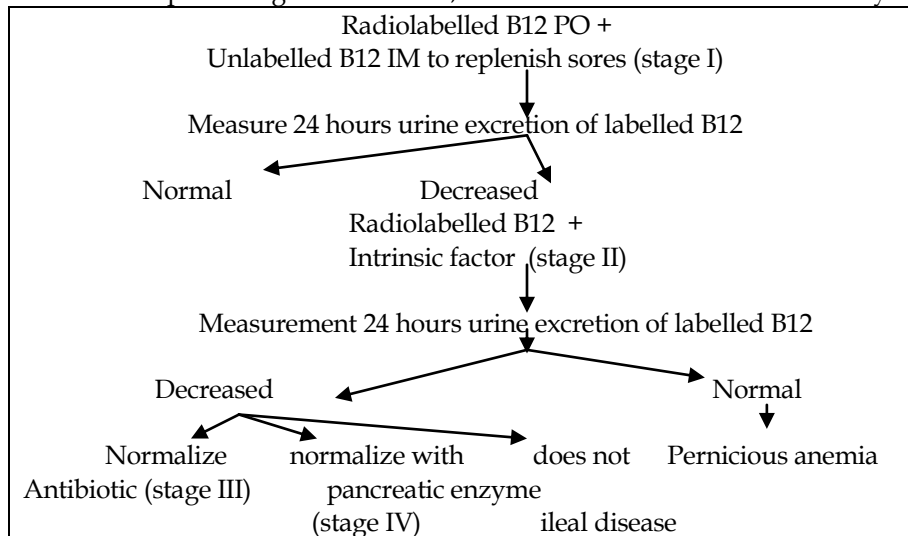 Radiolabelled B12 PO +
Unlabelled B12 IM to replenish sores (stage I)
Measure 24 hours urine excretion of labelled B12
Normal Decreased
Radiolabelled B12 +
Intrinsic factor (stage II)
Measurement 24 hours urine excretion of labelled B12
Decreased Normal
Normalize normalize with does not Pernicious anemia
Antibiotic (stage III) pancreatic enzyme
(stage IV) ileal disease